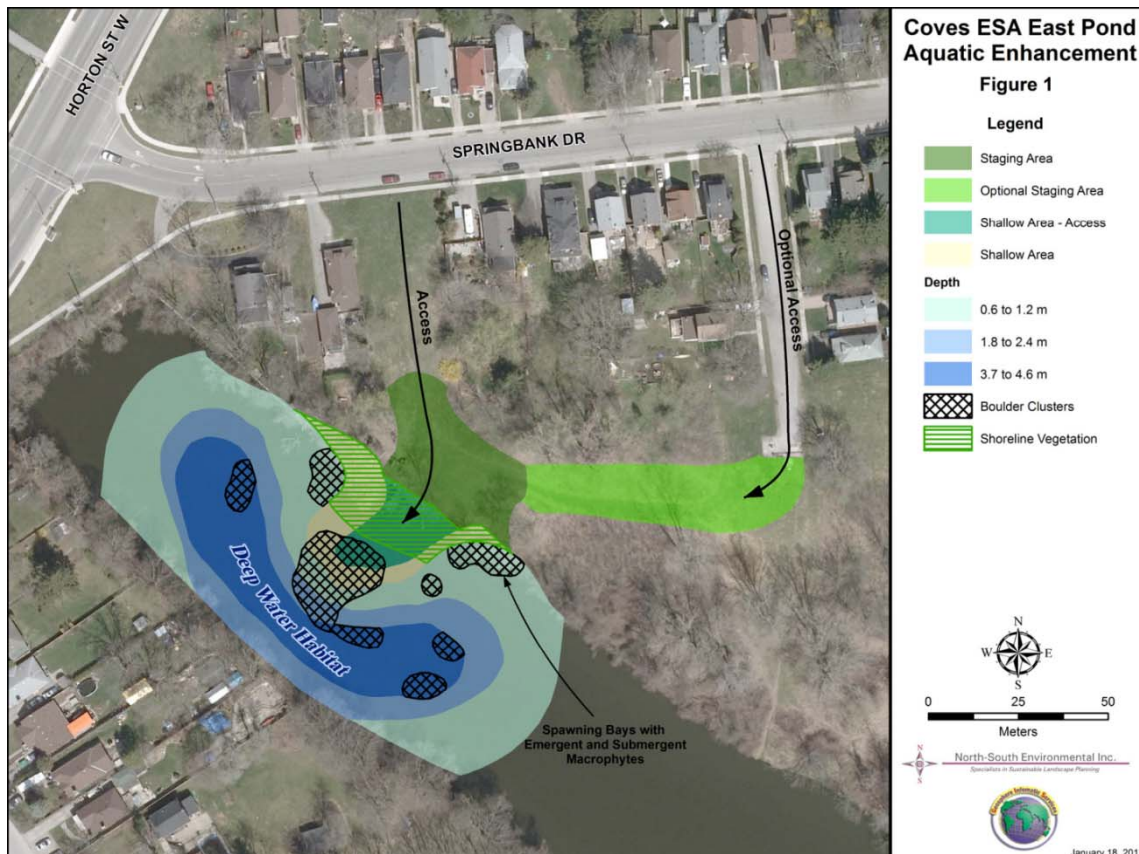 HORTON ST W
SPRINGBANK DR
Access
Optional Access
Deep Water Habitat
Spawning Bays with
Emergent and Submergent
Macrophytes
Coves ESA East Pond
Aquatic Enhancement
Figure 1
Legend
Staging Area
Optional Staging Area
Shallow Area - Access
Shallow Area
Depth
0.6 to 1.2 m
1.8 to 2.4 m
3.7 to 4.6 m
Boulder Clusters
Shoreline Vegetation
N
W E
S
0 25 50
Meters
N
North-South Environmental Inc.
Specialists in Sustainable Landscape Planning
S
January 18, 201